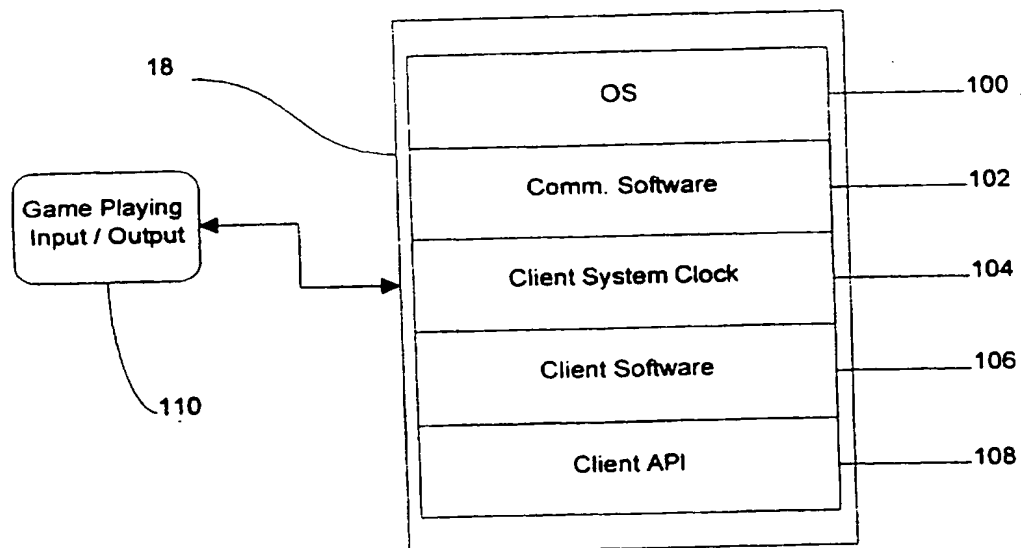 18
OS
100
Comm. Software
102
Game Playing
Input / Output
Client System Clock
104
Client Software
106
110
Client API
108